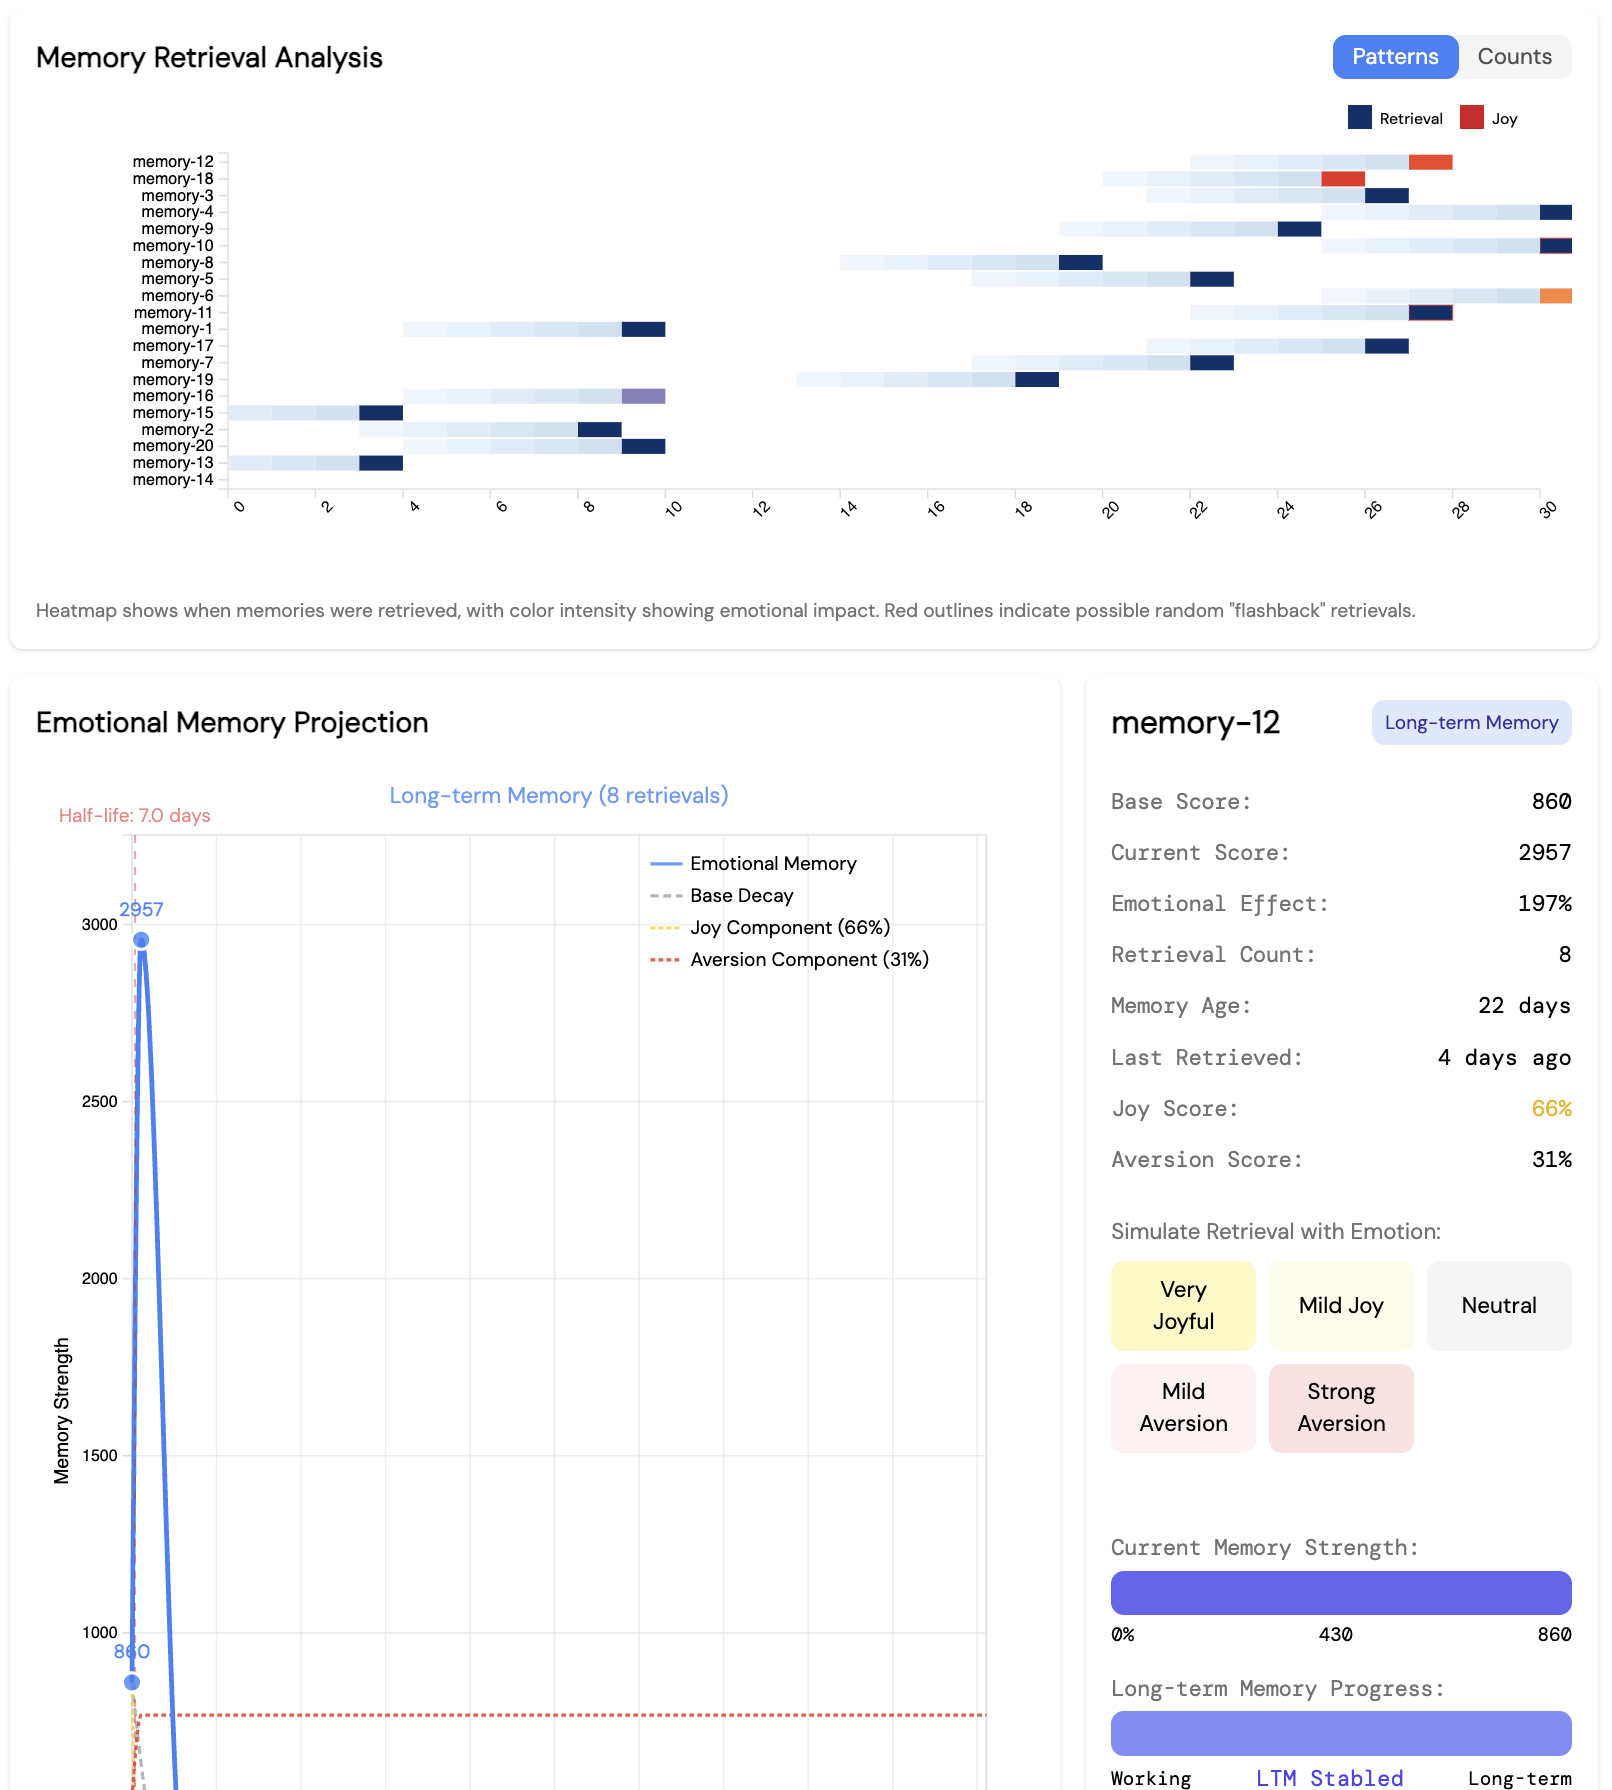 Memory Retrieval Analysis
Patterns
Counts
Retrieval
Joy
memory-12
memory-18
memory-3
memory-4
memory-9
memory-10
memory-8
memory-5
memory-6
memory-11
memory-1
memory-17
memory-7
memory-19
memory-16
memory-15
memory-2
memory-20
memory-13
memory-14
0 2 4 6 8 10 12 14 16 18 20 22 24 26 28 30
Heatmap shows when memories were retrieved, with color intensity showing emotional impact. Red outlines indicate possible random "flashback" retrievals.
Emotional Memory Projection
Long-term Memory (8 retrievals)
Half-life: 7.0 days
Emotional Memory
Base Decay
Joy Component (66%)
Aversion Component (31%)
2957
3000
2500
2000
1500
1000
860
Memory Strength
memory-12
Long-term Memory
Base Score: 860
Current Score: 2957
Emotional Effect: 197%
Retrieval Count: 8
Memory Age: 22 days
Last Retrieved: 4 days ago
Joy Score: 66%
Aversion Score: 31%
Simulate Retrieval with Emotion:
Very
Joyful
Mild Joy
Neutral
Mild
Aversion
Strong
Aversion
Current Memory Strength:
0% 430 860
Long-term Memory Progress:
Working LTM Stabled Long-term